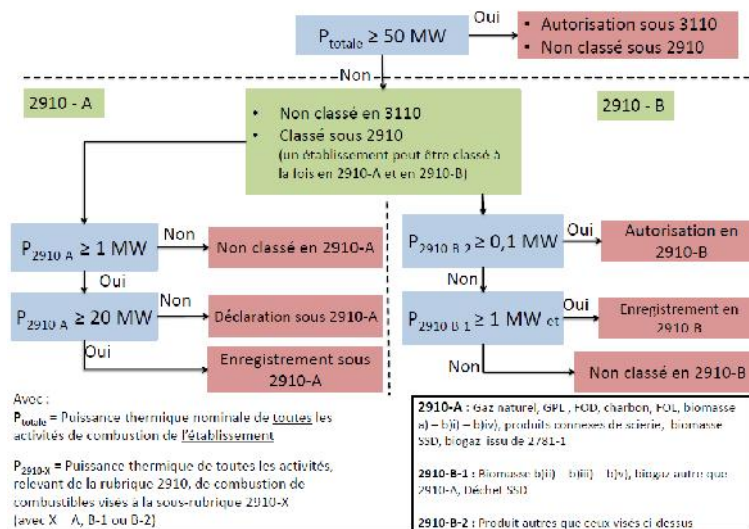 P totale ≥ 50 MW
Oui
• Autorisation sous 3110
• Non classé sous 2910
Non
2910 - A
2910 - B
• Non classé en 3110
• Classé sous 2910
(un établissement peut être classé à
la fois en 2910-A et en 2910-B)
P 2910 A ≥ 1 MW
Non
Non classé en 2910-A
Oui
P 2910 A ≥ 20 MW
Non
Déclaration sous 2910-A
Oui
Enregistrement sous
2910-A
P 2910 B 2 ≥ 0,1 MW
Oui
Autorisation en
2910-B
Non
P 2910 B 1 ≥ 1 MW et
Oui
Enregistrement en
2910 B
Non
Non classé en 2910-B
Avec :
P totale = Puissance thermique nominale de toutes les
activités de combustion de l'établissement
P 2910-X = Puissance thermique de toutes les activités,
relevant de la rubrique 2910, de combustion de
combustibles visés à la sous-rubrique 2910-X
(avec X A, B-1 ou B-2)
2910-A : Gaz naturel, GPL , FOD, charbon, FOL, biomasse
a) – b)i) – b)iv), produits connexes de scierie, biomasse
SSD, biogaz issu de 2781-1
2910-B-1 : Biomasse b)ii) – b)iii) – b)v), biogaz autre que
2910-A, Déchet SSD
2910-B-2 : Produit autres que ceux visés ci dessus